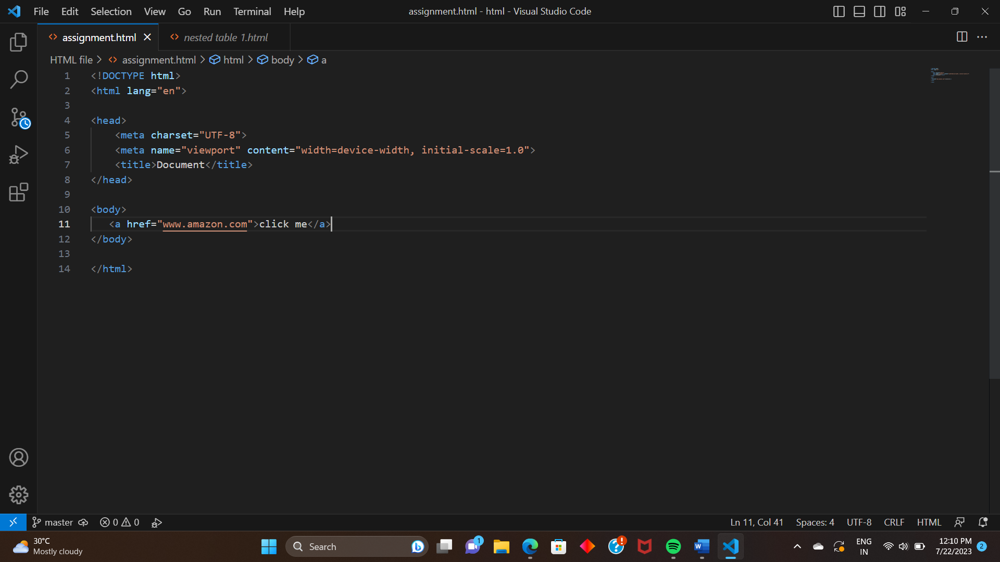 File Edit Selection View Go Run Terminal Help
assignment.html - html - Visual Studio Code
assignment.html
nested table 1.html
HTML file > assignment.html > html > body > a
1 <!DOCTYPE html>
2 <html lang="en">
3
4 <head>
5 <meta charset="UTF-8">
6 <meta name="viewport" content="width=device-width, initial-scale=1.0">
7 <title>Document</title>
8 </head>
9
10 <body>
11 <a href="www.amazon.com">click me</a>
12 </body>
13
14 </html>
master 0 0
Ln 11, Col 41 Spaces: 4 UTF-8 CRLF HTML
30°C
Mostly cloudy
Search
1
W
ENG
IN
12:10 PM
7/22/2023
2